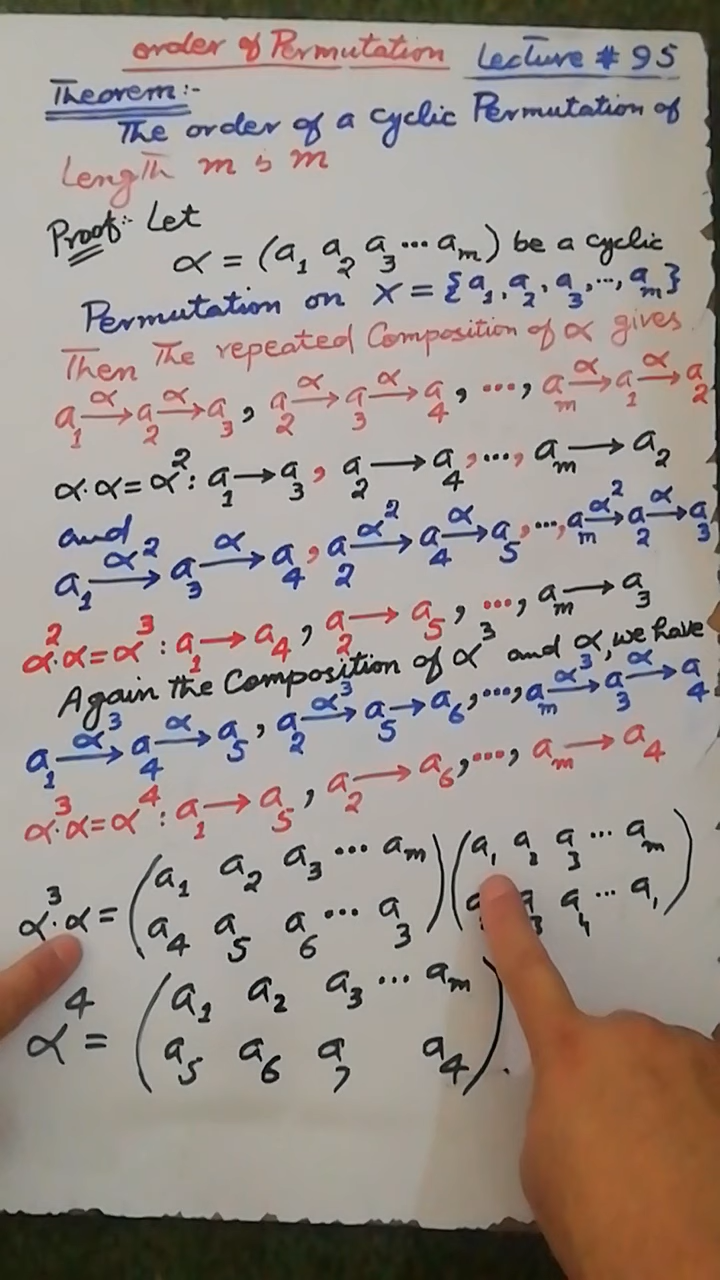 order of Permutation Lecture # 95
Theorem:-
The order of a cyclic Permutation of
Length m is m
Proof:- Let
α = (a₁ a₂ a₃ ... aₘ) be a cyclic
Permutation on X = {a₁, a₂, a₃, ..., aₘ}
Then The repeated Composition of α gives
a₁ →^α a₂ →^α a₃, a₂ →^α a₃ →^α a₄, ..., aₘ →^α a₁ →^α a₂
α·α = α²: a₁ → a₃, a₂ → a₄, ..., aₘ → a₂
and
a₁ →^α² a₃ →^α a₄, a₂ →^α² a₄ →^α a₅, ..., aₘ →^α² a₂ →^α a₃
α²·α = α³: a₁ → a₄, a₂ → a₅, ..., aₘ → a₃
Again the Composition of α³ and α, we have
a₁ →^α³ a₄ →^α a₅, a₂ →^α³ a₅ → a₆, ..., aₘ →^α³ a₃ →^α a₄
α³·α = α⁴: a₁ → a₅, a₂ → a₆, ..., aₘ → a₄
α³·α = (a₁ a₂ a₃ ... aₘ) (a₁ a₂ a₃ ... aₘ)
(a₄ a₅ a₆ ... a₃) (a₃ a₄ ... a₁)
α⁴ = (a₁ a₂ a₃ ... aₘ)
(a₅ a₆ a₇ a₄).